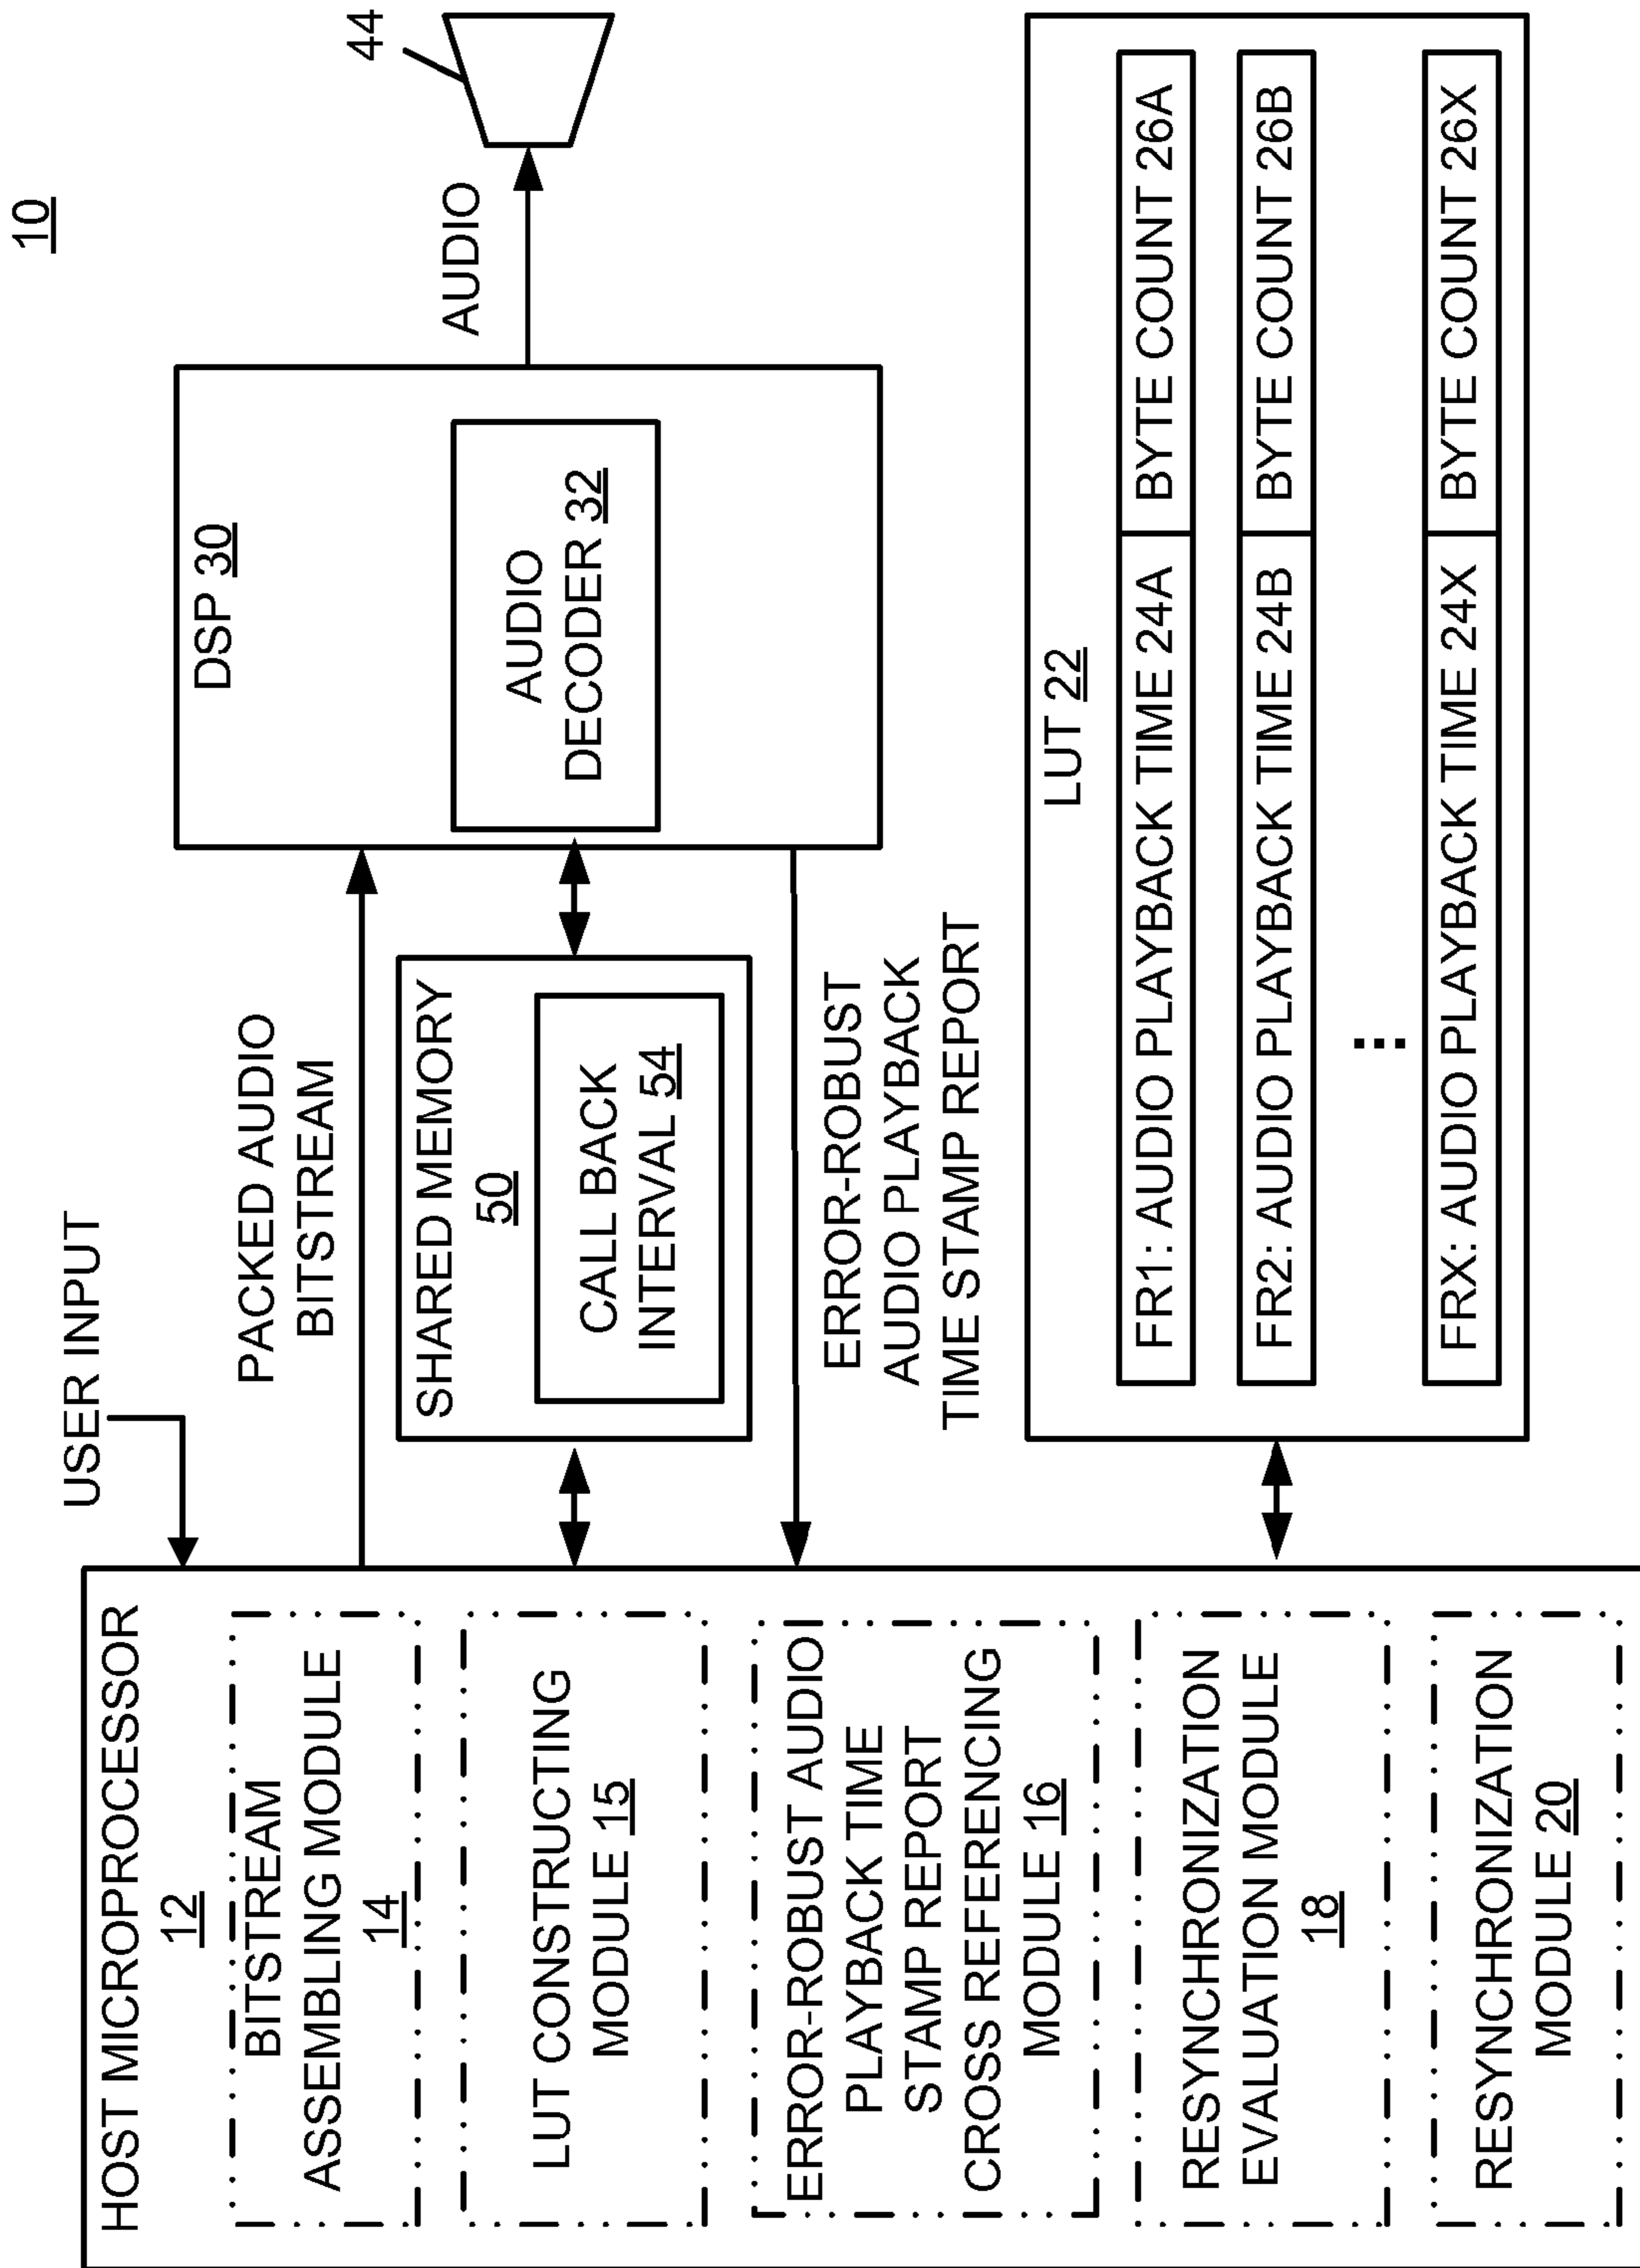 10
USER INPUT
HOST MICROPROCESSOR
12
BITSTREAM
ASSEMBLING MODULE
14
LUT CONSTRUCTING
MODULE 15
ERROR-ROBUST AUDIO
PLAYBACK TIME
STAMP REPORT
CROSS REFERENCING
MODULE 16
RESYNCHRONIZATION
EVALUATION MODULE
18
RESYNCHRONIZATION
MODULE 20
PACKED AUDIO
BITSTREAM
SHARED MEMORY
50
CALL BACK
INTERVAL 54
ERROR-ROBUST
AUDIO PLAYBACK
TIME STAMP REPORT
DSP 30
AUDIO
DECODER 32
AUDIO
44
LUT 22
FR1: AUDIO PLAYBACK TIME 24A BYTE COUNT 26A
FR2: AUDIO PLAYBACK TIME 24B BYTE COUNT 26B
⋮
FRX: AUDIO PLAYBACK TIME 24X BYTE COUNT 26X